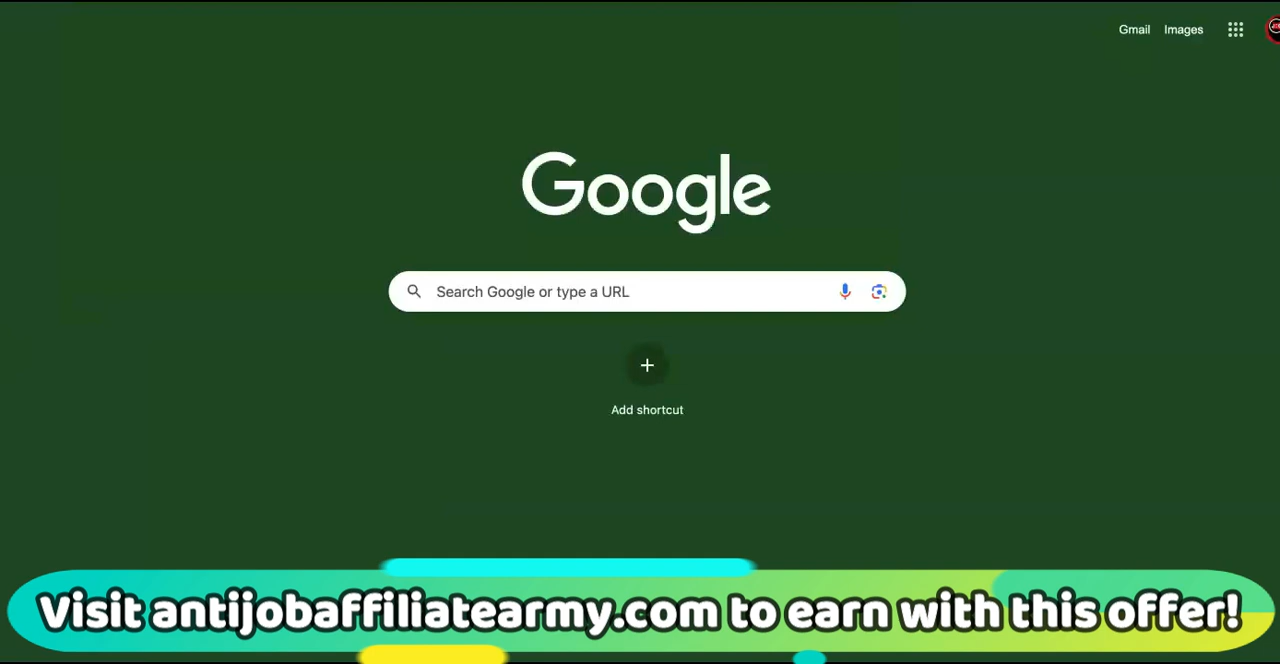 Gmail Images
Google
Search Google or type a URL
Add shortcut
Visit antijobaffiliatearmy.com to earn with this offer!